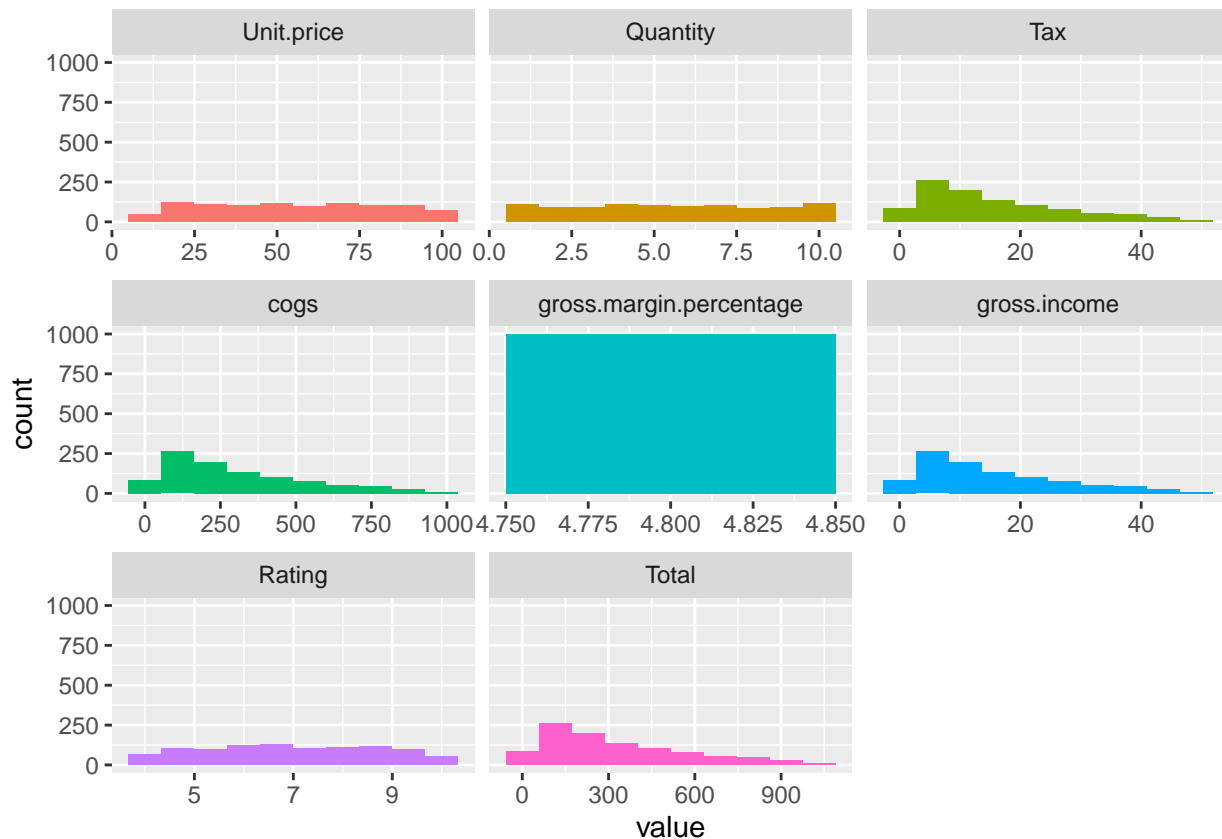 Unit.price Quantity Tax
1000
750
500
250
0
0 25 50 75 100 0.0 2.5 5.0 7.5 10.0 0 20 40
cogs gross.margin.percentage gross.income
1000
750
500
250
0
0 250 500 750 1000 4.750 4.775 4.800 4.825 4.850 0 20 40
Rating Total
1000
750
500
250
0
5 7 9 0 300 600 900
count
value